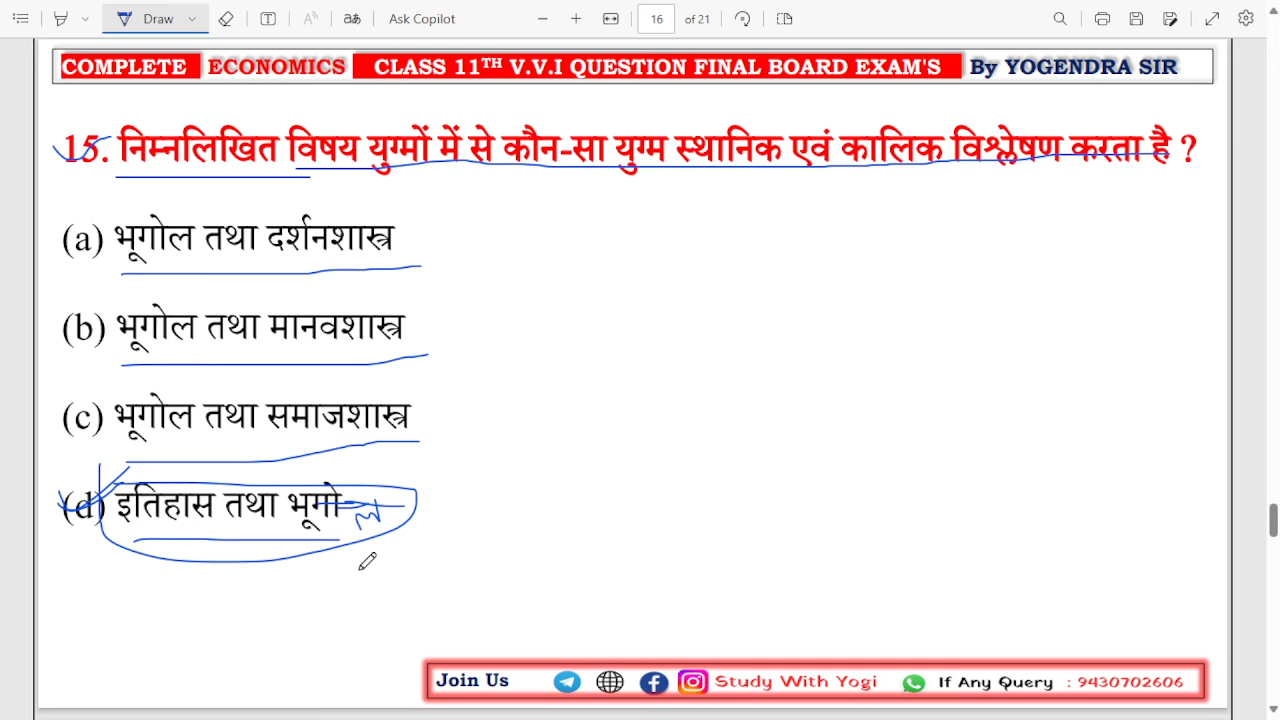 Draw
Ask Copilot
16
of 21
COMPLETE ECONOMICS CLASS 11TH V.V.I QUESTION FINAL BOARD EXAM'S By YOGENDRA SIR
15. निम्नलिखित विषय युग्मों में से कौन-सा युग्म स्थानिक एवं कालिक विश्लेषण करता है ?
(a) भूगोल तथा दर्शनशास्त्र
(b) भूगोल तथा मानवशास्त्र
(c) भूगोल तथा समाजशास्त्र
(d) इतिहास तथा भूगोल
Join Us Study With Yogi If Any Query : 9430702606